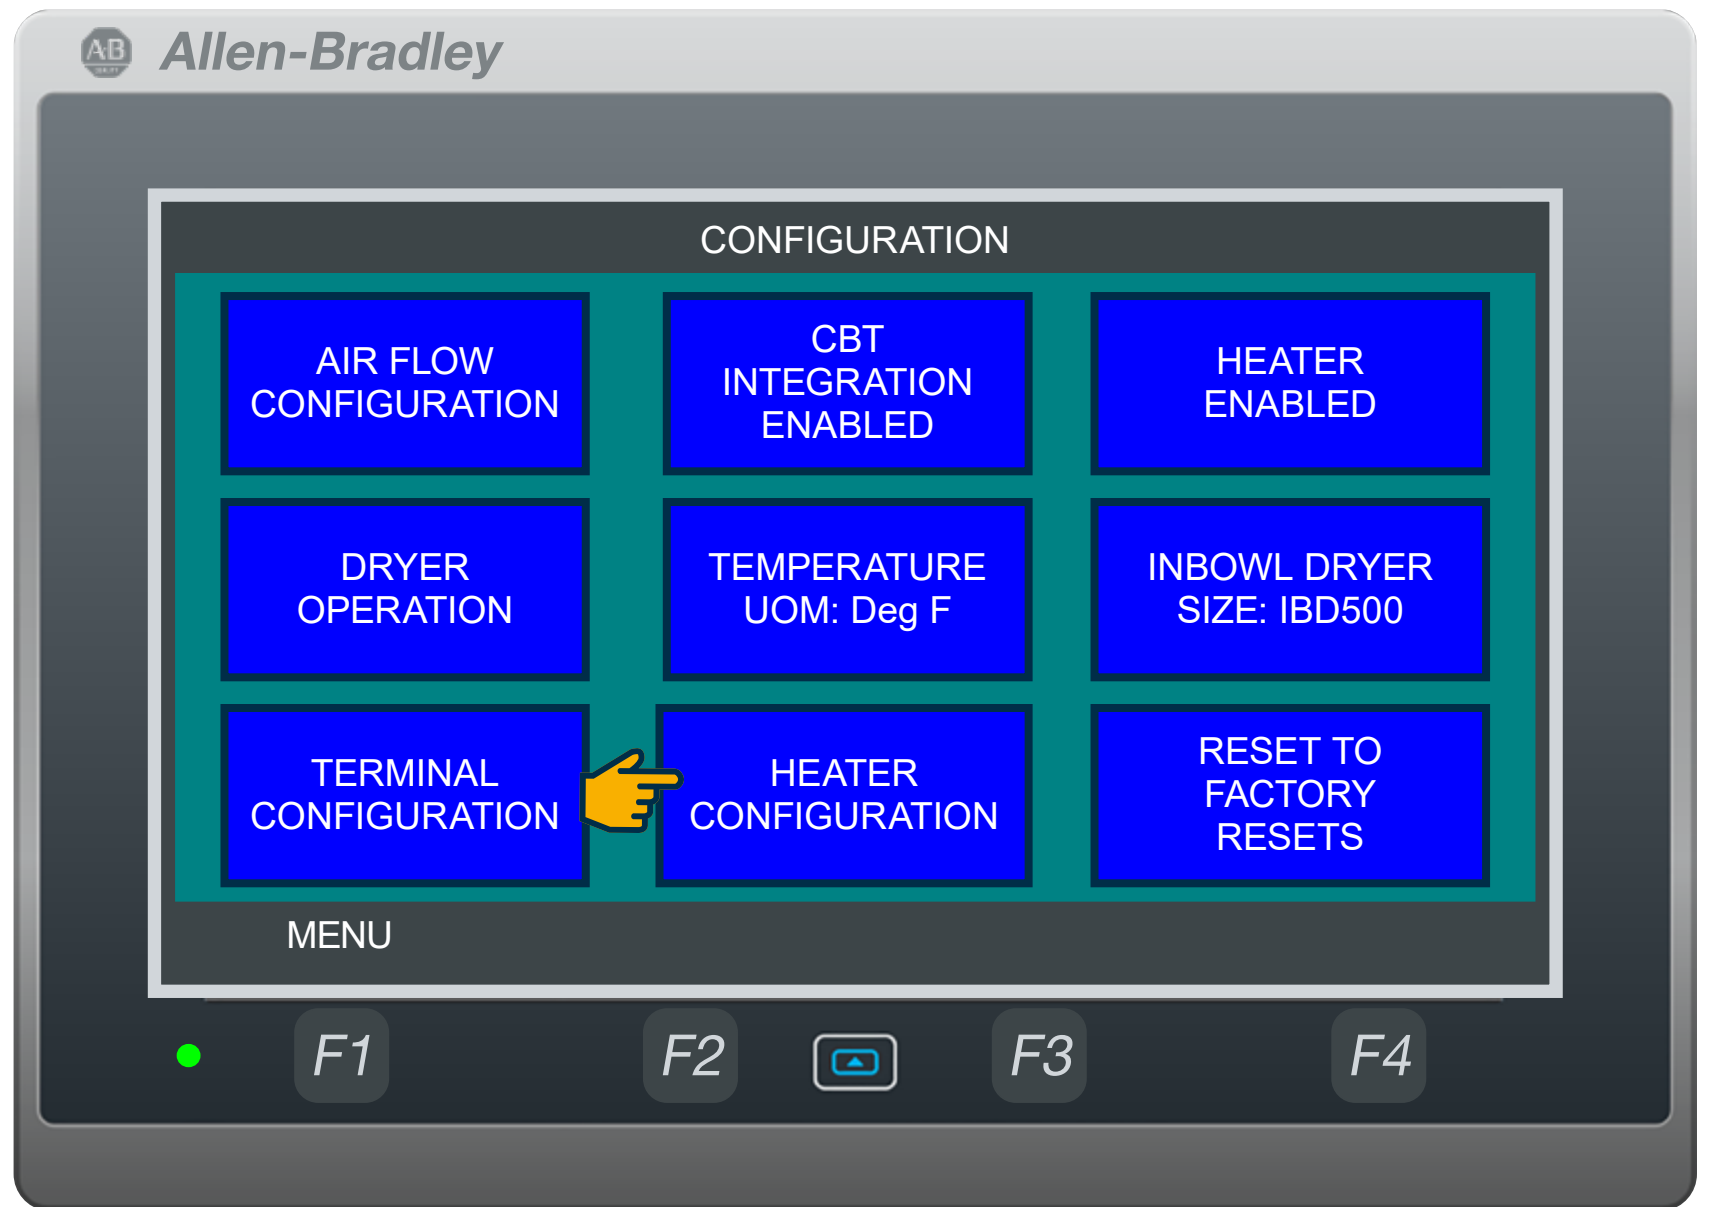 Allen-Bradley
CONFIGURATION
AIR FLOW
CONFIGURATION
CBT
INTEGRATION
ENABLED
HEATER
ENABLED
DRYER
OPERATION
TEMPERATURE
UOM: Deg F
INBOWL DRYER
SIZE: IBD500
TERMINAL
CONFIGURATION
HEATER
CONFIGURATION
RESET TO
FACTORY
RESETS
MENU
F1
F2
F3
F4